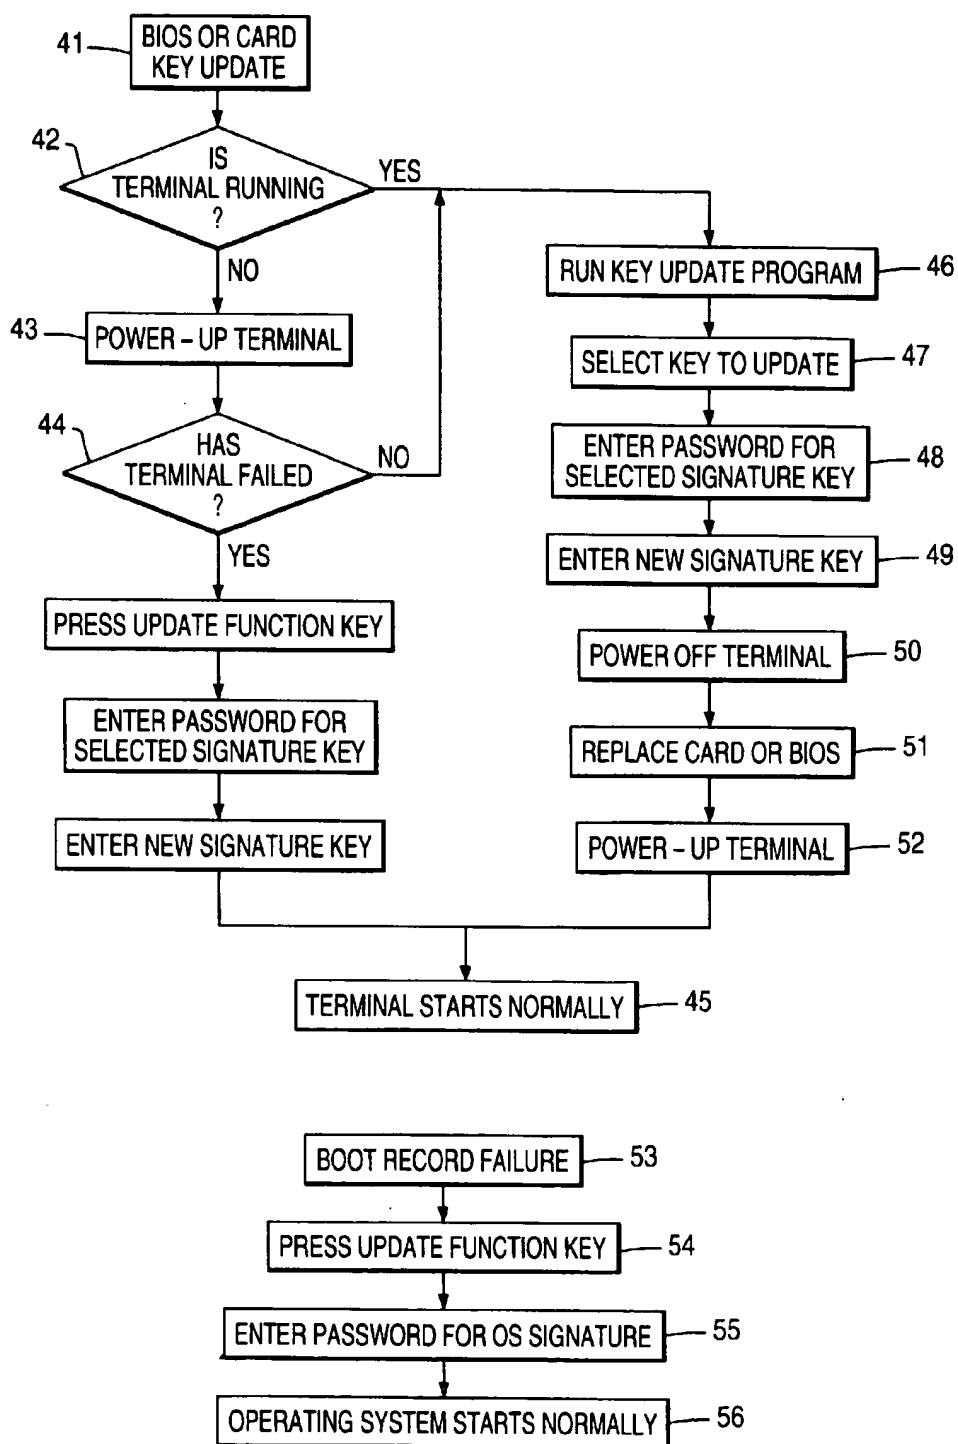 41
BIOS OR CARD
KEY UPDATE
42
IS
TERMINAL RUNNING
?
YES
NO
43
POWER – UP TERMINAL
44
HAS
TERMINAL FAILED
?
NO
YES
PRESS UPDATE FUNCTION KEY
ENTER PASSWORD FOR
SELECTED SIGNATURE KEY
ENTER NEW SIGNATURE KEY
RUN KEY UPDATE PROGRAM
46
SELECT KEY TO UPDATE
47
ENTER PASSWORD FOR
SELECTED SIGNATURE KEY
48
ENTER NEW SIGNATURE KEY
49
POWER OFF TERMINAL
50
REPLACE CARD OR BIOS
51
POWER – UP TERMINAL
52
TERMINAL STARTS NORMALLY
45
BOOT RECORD FAILURE
53
PRESS UPDATE FUNCTION KEY
54
ENTER PASSWORD FOR OS SIGNATURE
55
OPERATING SYSTEM STARTS NORMALLY
56